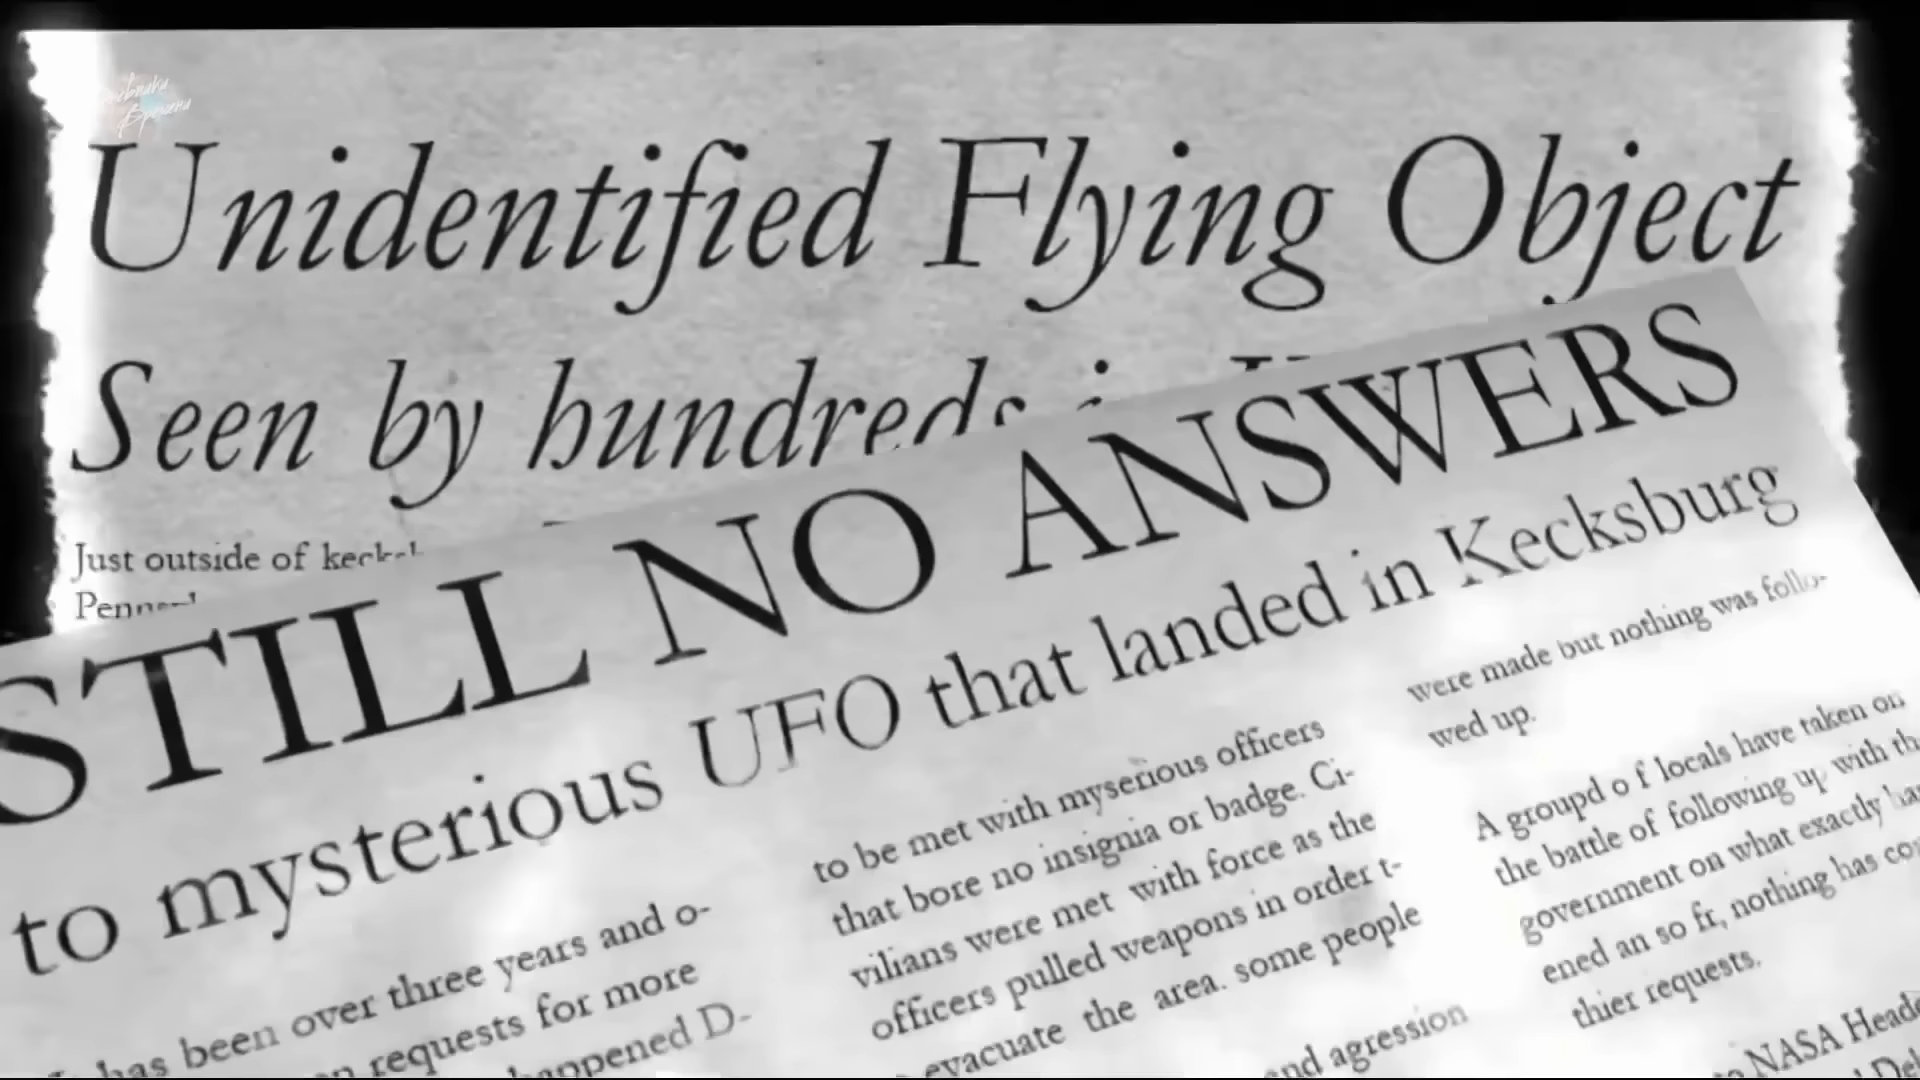 Времени
Unidentified Flying Object
Seen by hundreds
Just outside of
STILL NO ANSWERS
to mysterious UFO that landed in Kecksburg
has been over three years and o-
requests for more
happened D-
to be met with myserious officers
that bore no insignia or badge. Ci-
vilians were met with force as the
officers pulled weapons in order t-
evacuate the area. some people
and agression
were made but nothing was follo-
wed up.
A groupd o f locals have taken on
the battle of following up with
government on what exactly
ened an so fr, nothing has
thier requests.
NASA